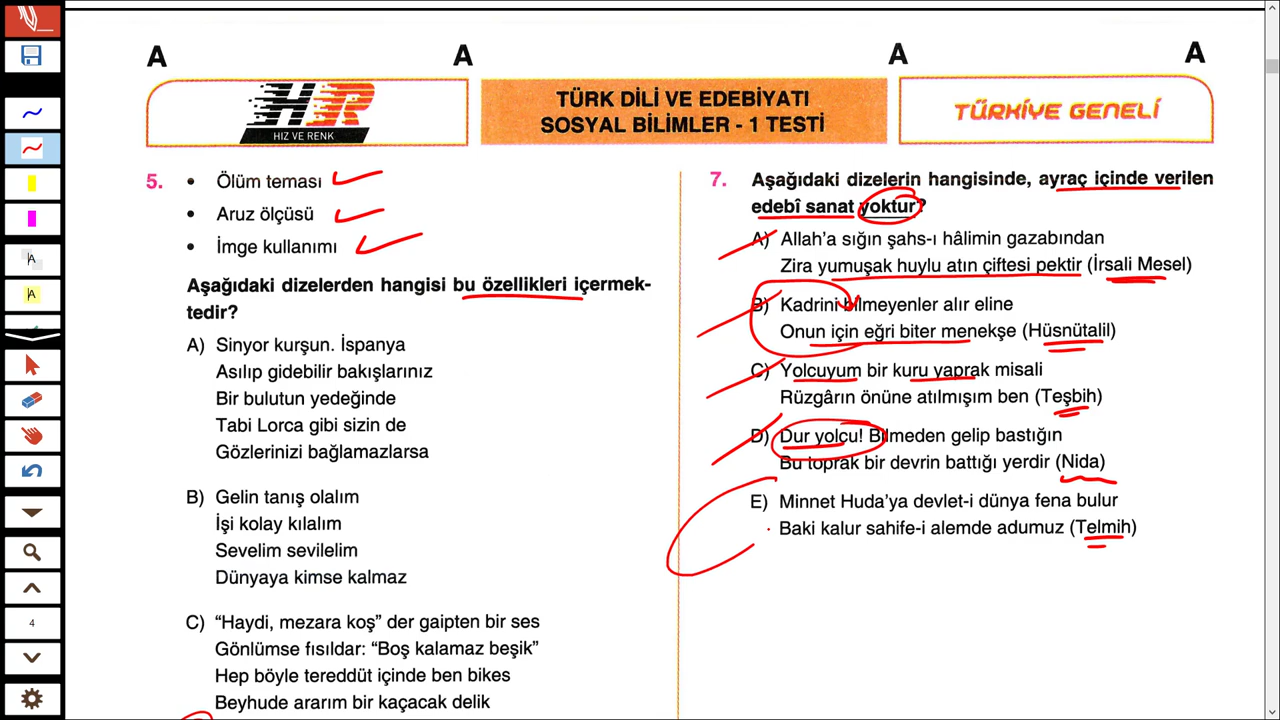 A A A A
HR
HIZ VE RENK
TÜRK DİLİ VE EDEBİYATI
SOSYAL BİLİMLER - 1 TESTİ
TÜRKİYE GENELİ
5. • Ölüm teması
• Aruz ölçüsü
• İmge kullanımı
Aşağıdaki dizelerden hangisi bu özellikleri içermek-
tedir?
A) Sinyor kurşun. İspanya
Asılıp gidebilir bakışlarınız
Bir bulutun yedeğinde
Tabi Lorca gibi sizin de
Gözlerinizi bağlamazlarsa
B) Gelin tanış olalım
İşi kolay kılalım
Sevelim sevilelim
Dünyaya kimse kalmaz
C) “Haydi, mezara koş” der gaipten bir ses
Gönlümse fısıldar: “Boş kalamaz beşik”
Hep böyle tereddüt içinde ben bikes
Beyhude ararım bir kaçacak delik
7. Aşağıdaki dizelerin hangisinde, ayraç içinde verilen
edebî sanat yoktur?
A) Allah’a sığın şahs-ı hâlimin gazabından
Zira yumuşak huylu atın çiftesi pektir (İrsali Mesel)
B) Kadrini bilmeyenler alır eline
Onun için eğri biter menekşe (Hüsnütalil)
C) Yolcuyum bir kuru yaprak misali
Rüzgârın önüne atılmışım ben (Teşbih)
D) Dur yolcu! Bilmeden gelip bastığın
Bu toprak bir devrin battığı yerdir (Nida)
E) Minnet Huda’ya devlet-i dünya fena bulur
Baki kalur sahife-i alemde adumuz (Telmih)
A
A
4